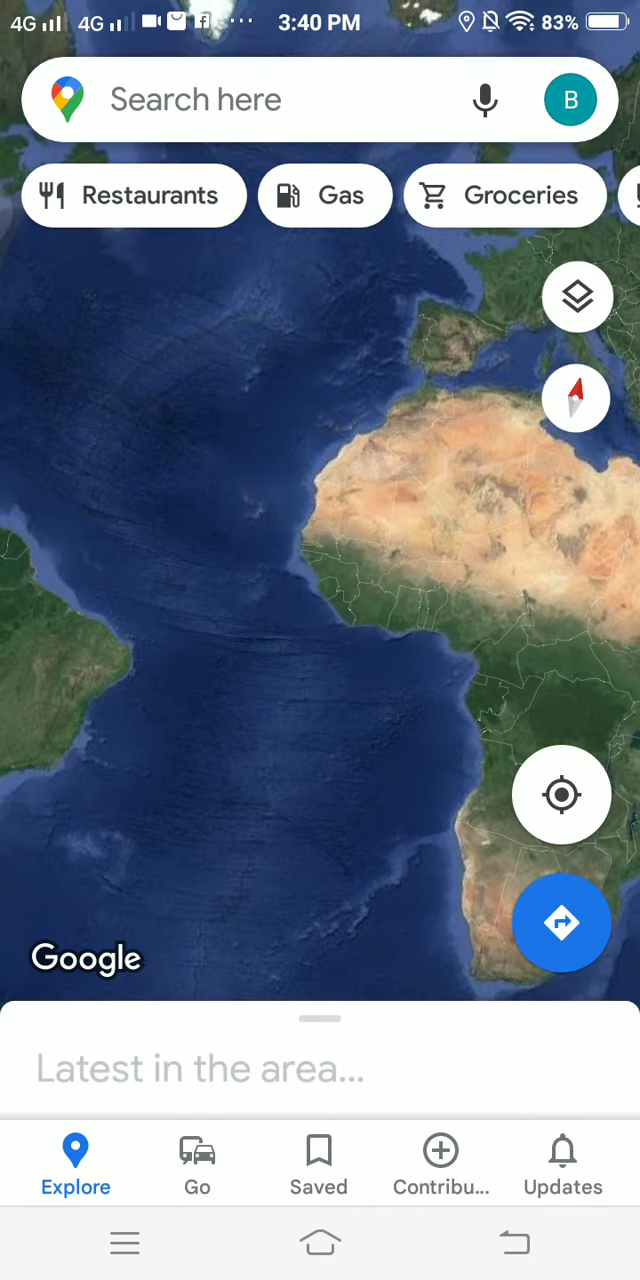 4G 4G 3:40 PM 83%
Search here B
Restaurants Gas Groceries
Google
Latest in the area...
Explore Go Saved Contribu... Updates